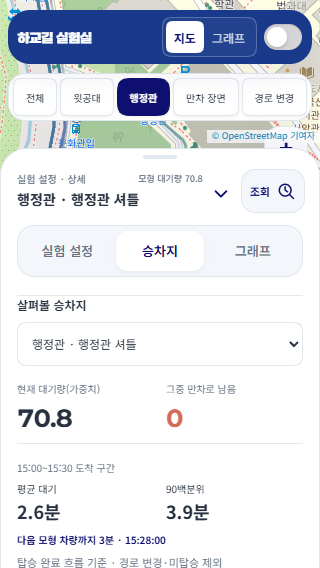 하교길 실험실
지도
그래프
전체
윗공대
행정관
만차 장면
경로 변경
© OpenStreetMap 기여자
실험 설정 · 상세
모형 대기량 70.8
행정관 · 행정관 셔틀
조회
실험 설정
승차지
그래프
살펴볼 승차지
행정관 · 행정관 셔틀
현재 대기량(가중치)
그중 만차로 남음
70.8
0
15:00~15:30 도착 구간
평균 대기
90백분위
2.6분
3.9분
다음 모형 차량까지 3분 · 15:28:00
탑승 완료 흐름 기준 · 경로 변경·미탑승 제외